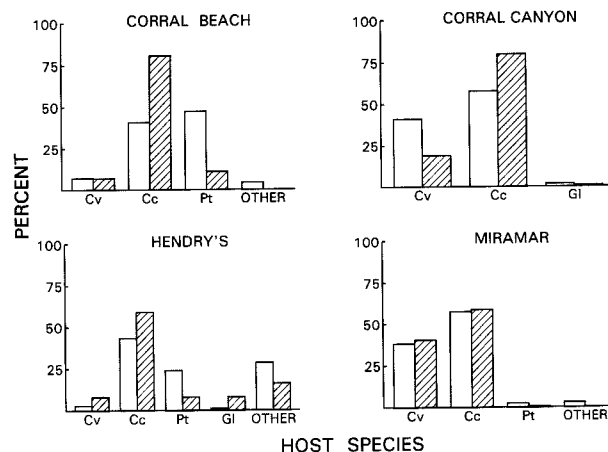 CORRAL BEACH
100
75
50
25
Cv Cc Pt OTHER
CORRAL CANYON
100
75
50
25
Cv Cc Gl
PERCENT
HENDRY'S
100
75
50
25
Cv Cc Pt Gl OTHER
MIRAMAR
100
75
50
25
Cv Cc Pt OTHER
HOST SPECIES